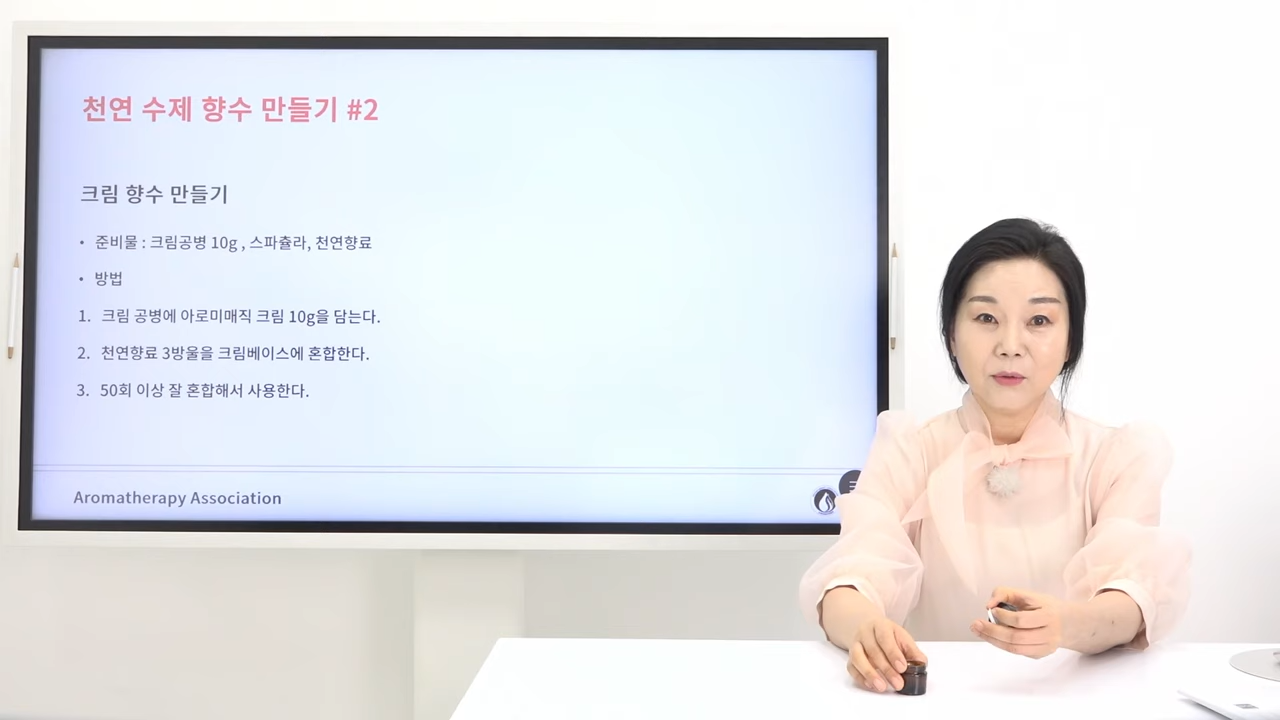 천연 수제 향수 만들기 #2
크림 향수 만들기
• 준비물 : 크림공병 10g , 스파츌라, 천연향료
• 방법
1. 크림 공병에 아로미매직 크림 10g을 담는다.
2. 천연향료 3방울을 크림베이스에 혼합한다.
3. 50회 이상 잘 혼합해서 사용한다.
Aromatherapy Association